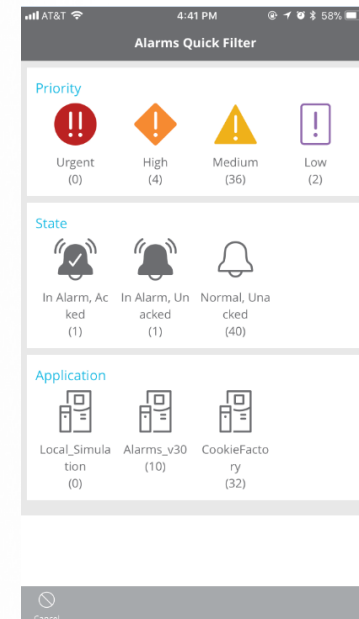 AT&T 4:41 PM 58%
Alarms Quick Filter
Priority
Urgent High Medium Low
(0) (4) (36) (2)
State
In Alarm, Ac In Alarm, Un Normal, Una
ked acked cked
(1) (1) (40)
Application
Local_Simula Alarms_v30 CookieFacto
tion (10) ry
(0) (32)
Cancel